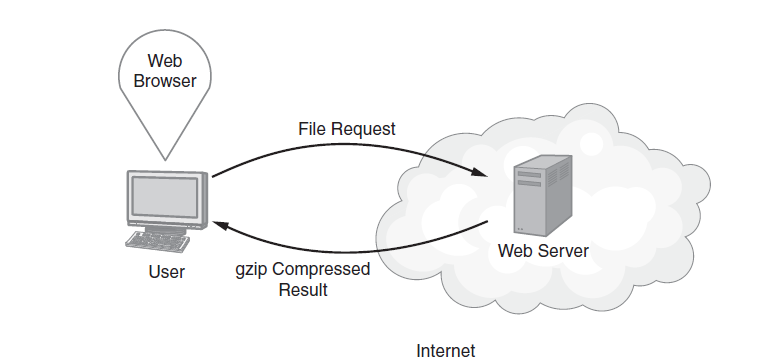 Web
Browser
File Request
Web Server
User
gzip Compressed
Result
Internet